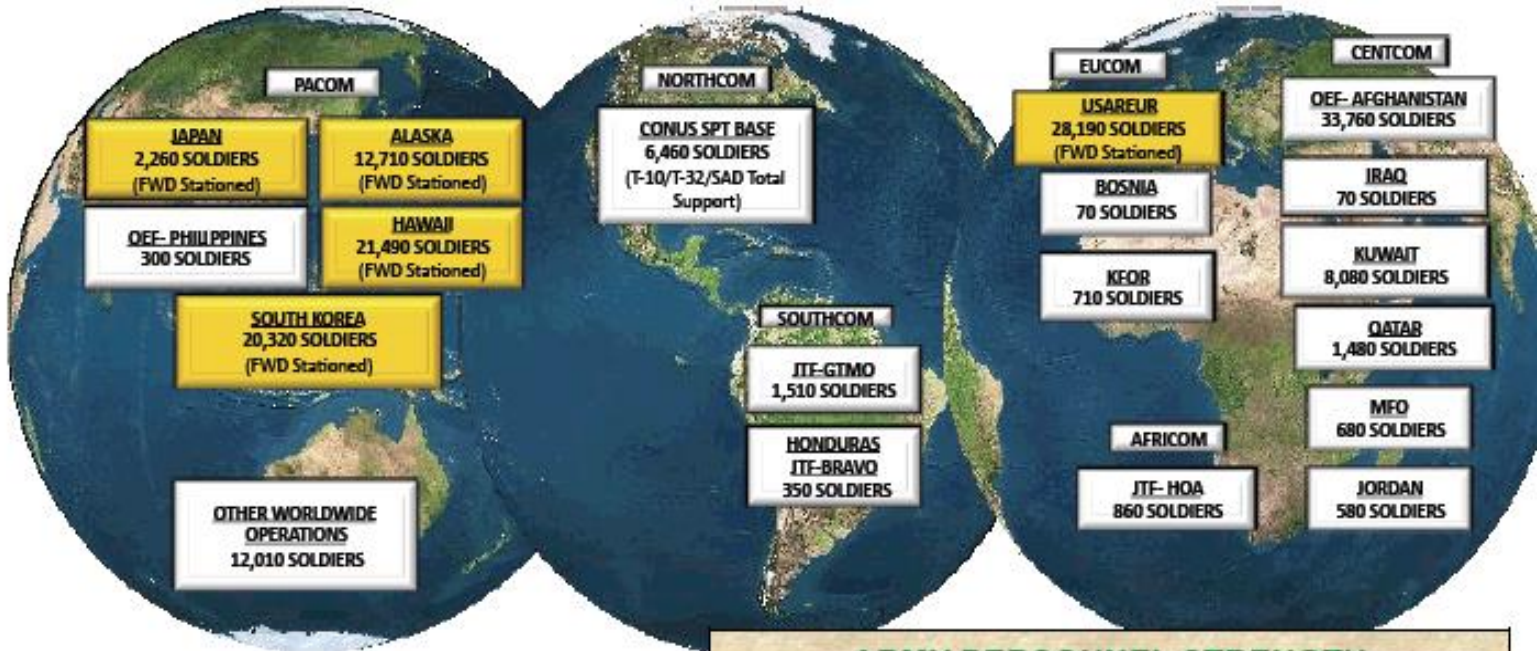 PACOM
JAPAN
2,260 SOLDIERS
(FWD Stationed)
ALASKA
12,710 SOLDIERS
(FWD Stationed)
OEF- PHILIPPINES
300 SOLDIERS
HAWAII
21,490 SOLDIERS
(FWD Stationed)
SOUTH KOREA
20,320 SOLDIERS
(FWD Stationed)
OTHER WORLDWIDE
OPERATIONS
12,010 SOLDIERS
NORTHCOM
CONUS SPT BASE
6,460 SOLDIERS
(T-10/T-32/SAD Total
Support)
SOUTHCOM
JTF-GTMO
1,510 SOLDIERS
HONDURAS
JTF-BRAVO
350 SOLDIERS
EUCOM
USAREUR
28,190 SOLDIERS
(FWD Stationed)
BOSNIA
70 SOLDIERS
KFOR
710 SOLDIERS
AFRICOM
JTF- HOA
860 SOLDIERS
CENTCOM
OEF- AFGHANISTAN
33,760 SOLDIERS
IRAQ
70 SOLDIERS
KUWAIT
8,080 SOLDIERS
QATAR
1,480 SOLDIERS
MFO
680 SOLDIERS
JORDAN
580 SOLDIERS
ARMY PERSONNEL STRENGTH